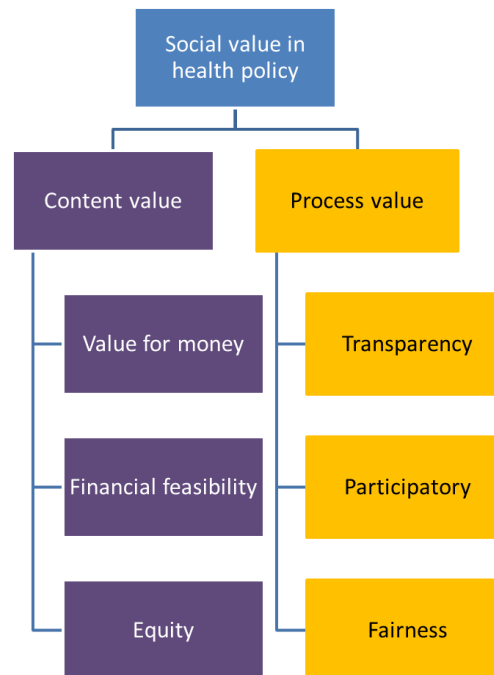 Social value in
health policy
Content value
Process value
Value for money
Transparency
Financial feasibility
Participatory
Equity
Fairness